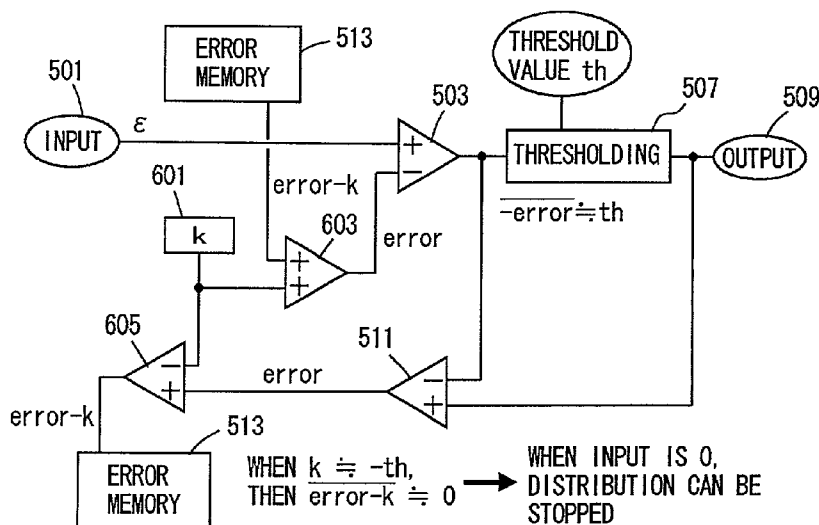 ERROR
MEMORY
513
THRESHOLD
VALUE th
501
INPUT
ε
503
+
−
507
THRESHOLDING
509
OUTPUT
error-k
-error≒th
601
k
603
+
+
error
605
−
+
error
511
−
+
error-k
513
ERROR
MEMORY
WHEN k ≒ -th,
THEN error-k ≒ 0
WHEN INPUT IS 0,
DISTRIBUTION CAN BE
STOPPED